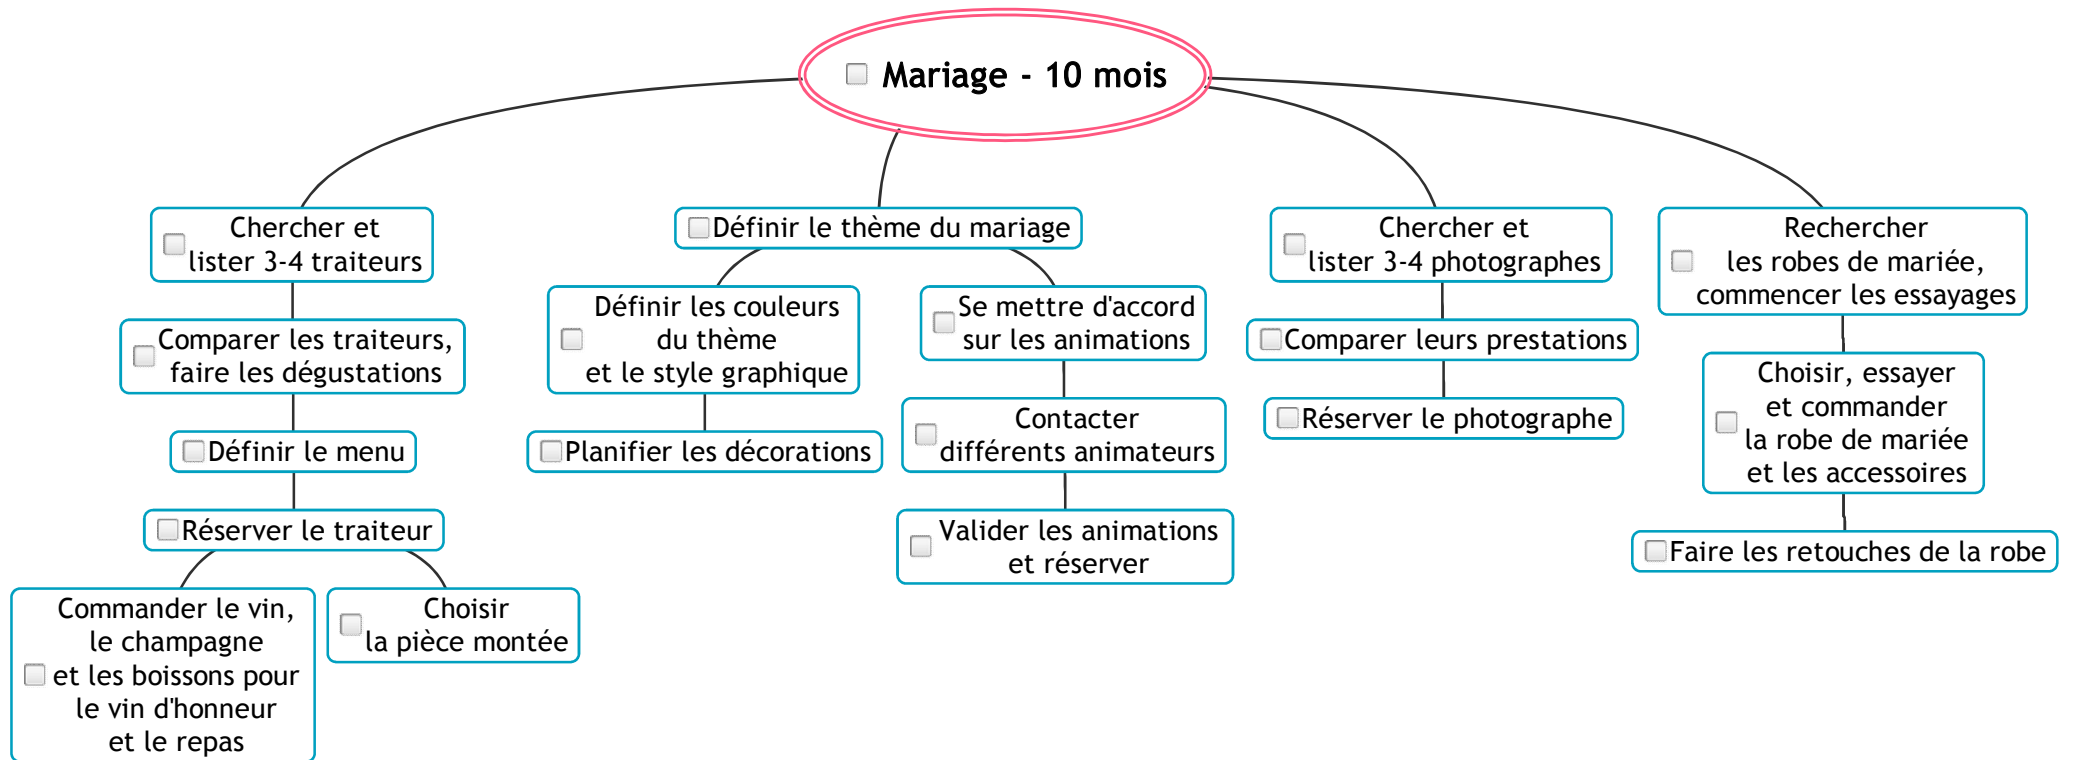 Mariage - 10 mois
Chercher et
lister 3-4 traiteurs
Comparer les traiteurs,
faire les dégustations
Définir le menu
Réserver le traiteur
Commander le vin,
le champagne
et les boissons pour
le vin d'honneur
et le repas
Choisir
la pièce montée
Définir le thème du mariage
Définir les couleurs
du thème
et le style graphique
Planifier les décorations
Se mettre d'accord
sur les animations
Contacter
différents animateurs
Valider les animations
et réserver
Chercher et
lister 3-4 photographes
Comparer leurs prestations
Réserver le photographe
Rechercher
les robes de mariée,
commencer les essayages
Choisir, essayer
et commander
la robe de mariée
et les accessoires
Faire les retouches de la robe